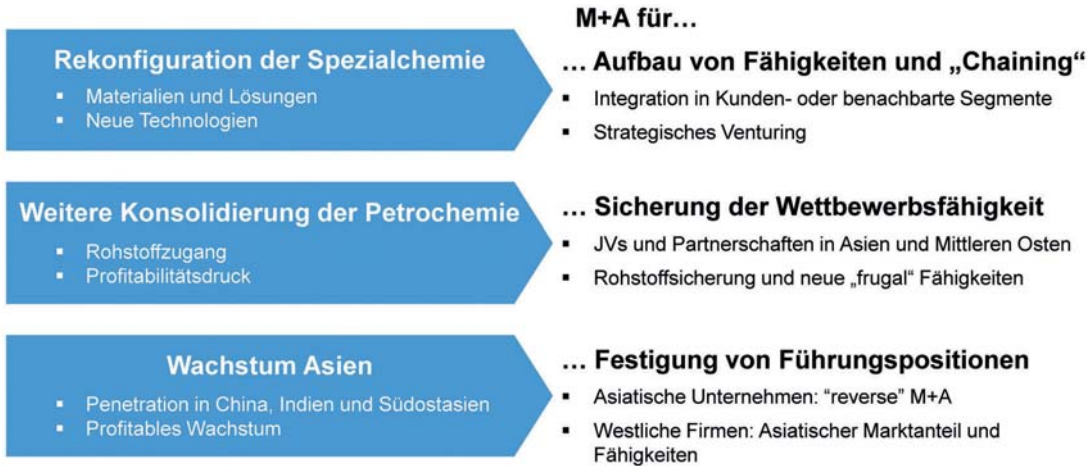 M+A für…
Rekonfiguration der Spezialchemie
▪ Materialien und Lösungen
▪ Neue Technologien
… Aufbau von Fähigkeiten und „Chaining“
▪ Integration in Kunden- oder benachbarte Segmente
▪ Strategisches Venturing
Weitere Konsolidierung der Petrochemie
▪ Rohstoffzugang
▪ Profitabilitätsdruck
… Sicherung der Wettbewerbsfähigkeit
▪ JVs und Partnerschaften in Asien und Mittleren Osten
▪ Rohstoffsicherung und neue „frugal“ Fähigkeiten
Wachstum Asien
▪ Penetration in China, Indien und Südostasien
▪ Profitables Wachstum
… Festigung von Führungspositionen
▪ Asiatische Unternehmen: “reverse” M+A
▪ Westliche Firmen: Asiatischer Marktanteil und
Fähigkeiten